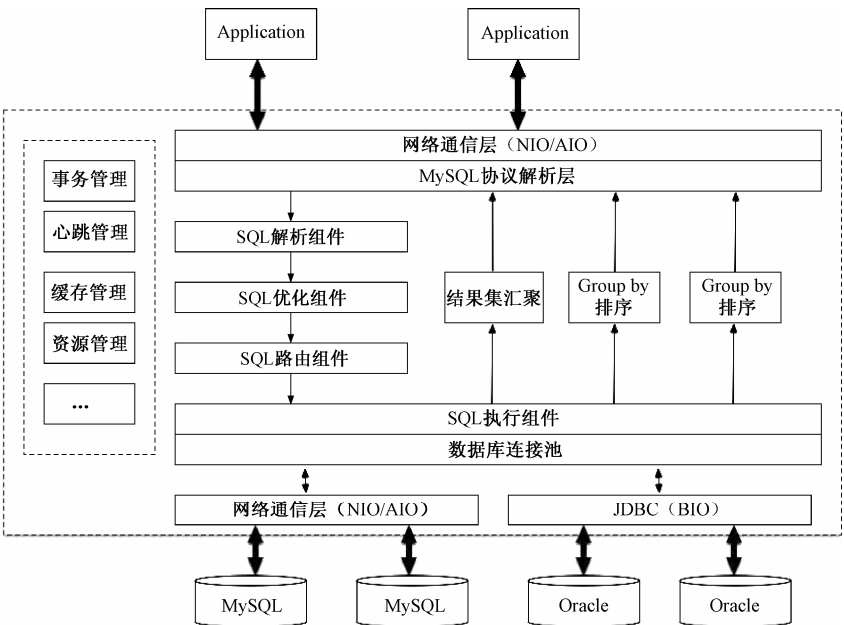 Application
Application
网络通信层（NIO/AIO）
MySQL协议解析层
事务管理
心跳管理
缓存管理
资源管理
...
SQL解析组件
SQL优化组件
SQL路由组件
结果集汇聚
Group by
排序
Group by
排序
SQL执行组件
数据库连接池
网络通信层（NIO/AIO）
JDBC（BIO）
MySQL
MySQL
Oracle
Oracle